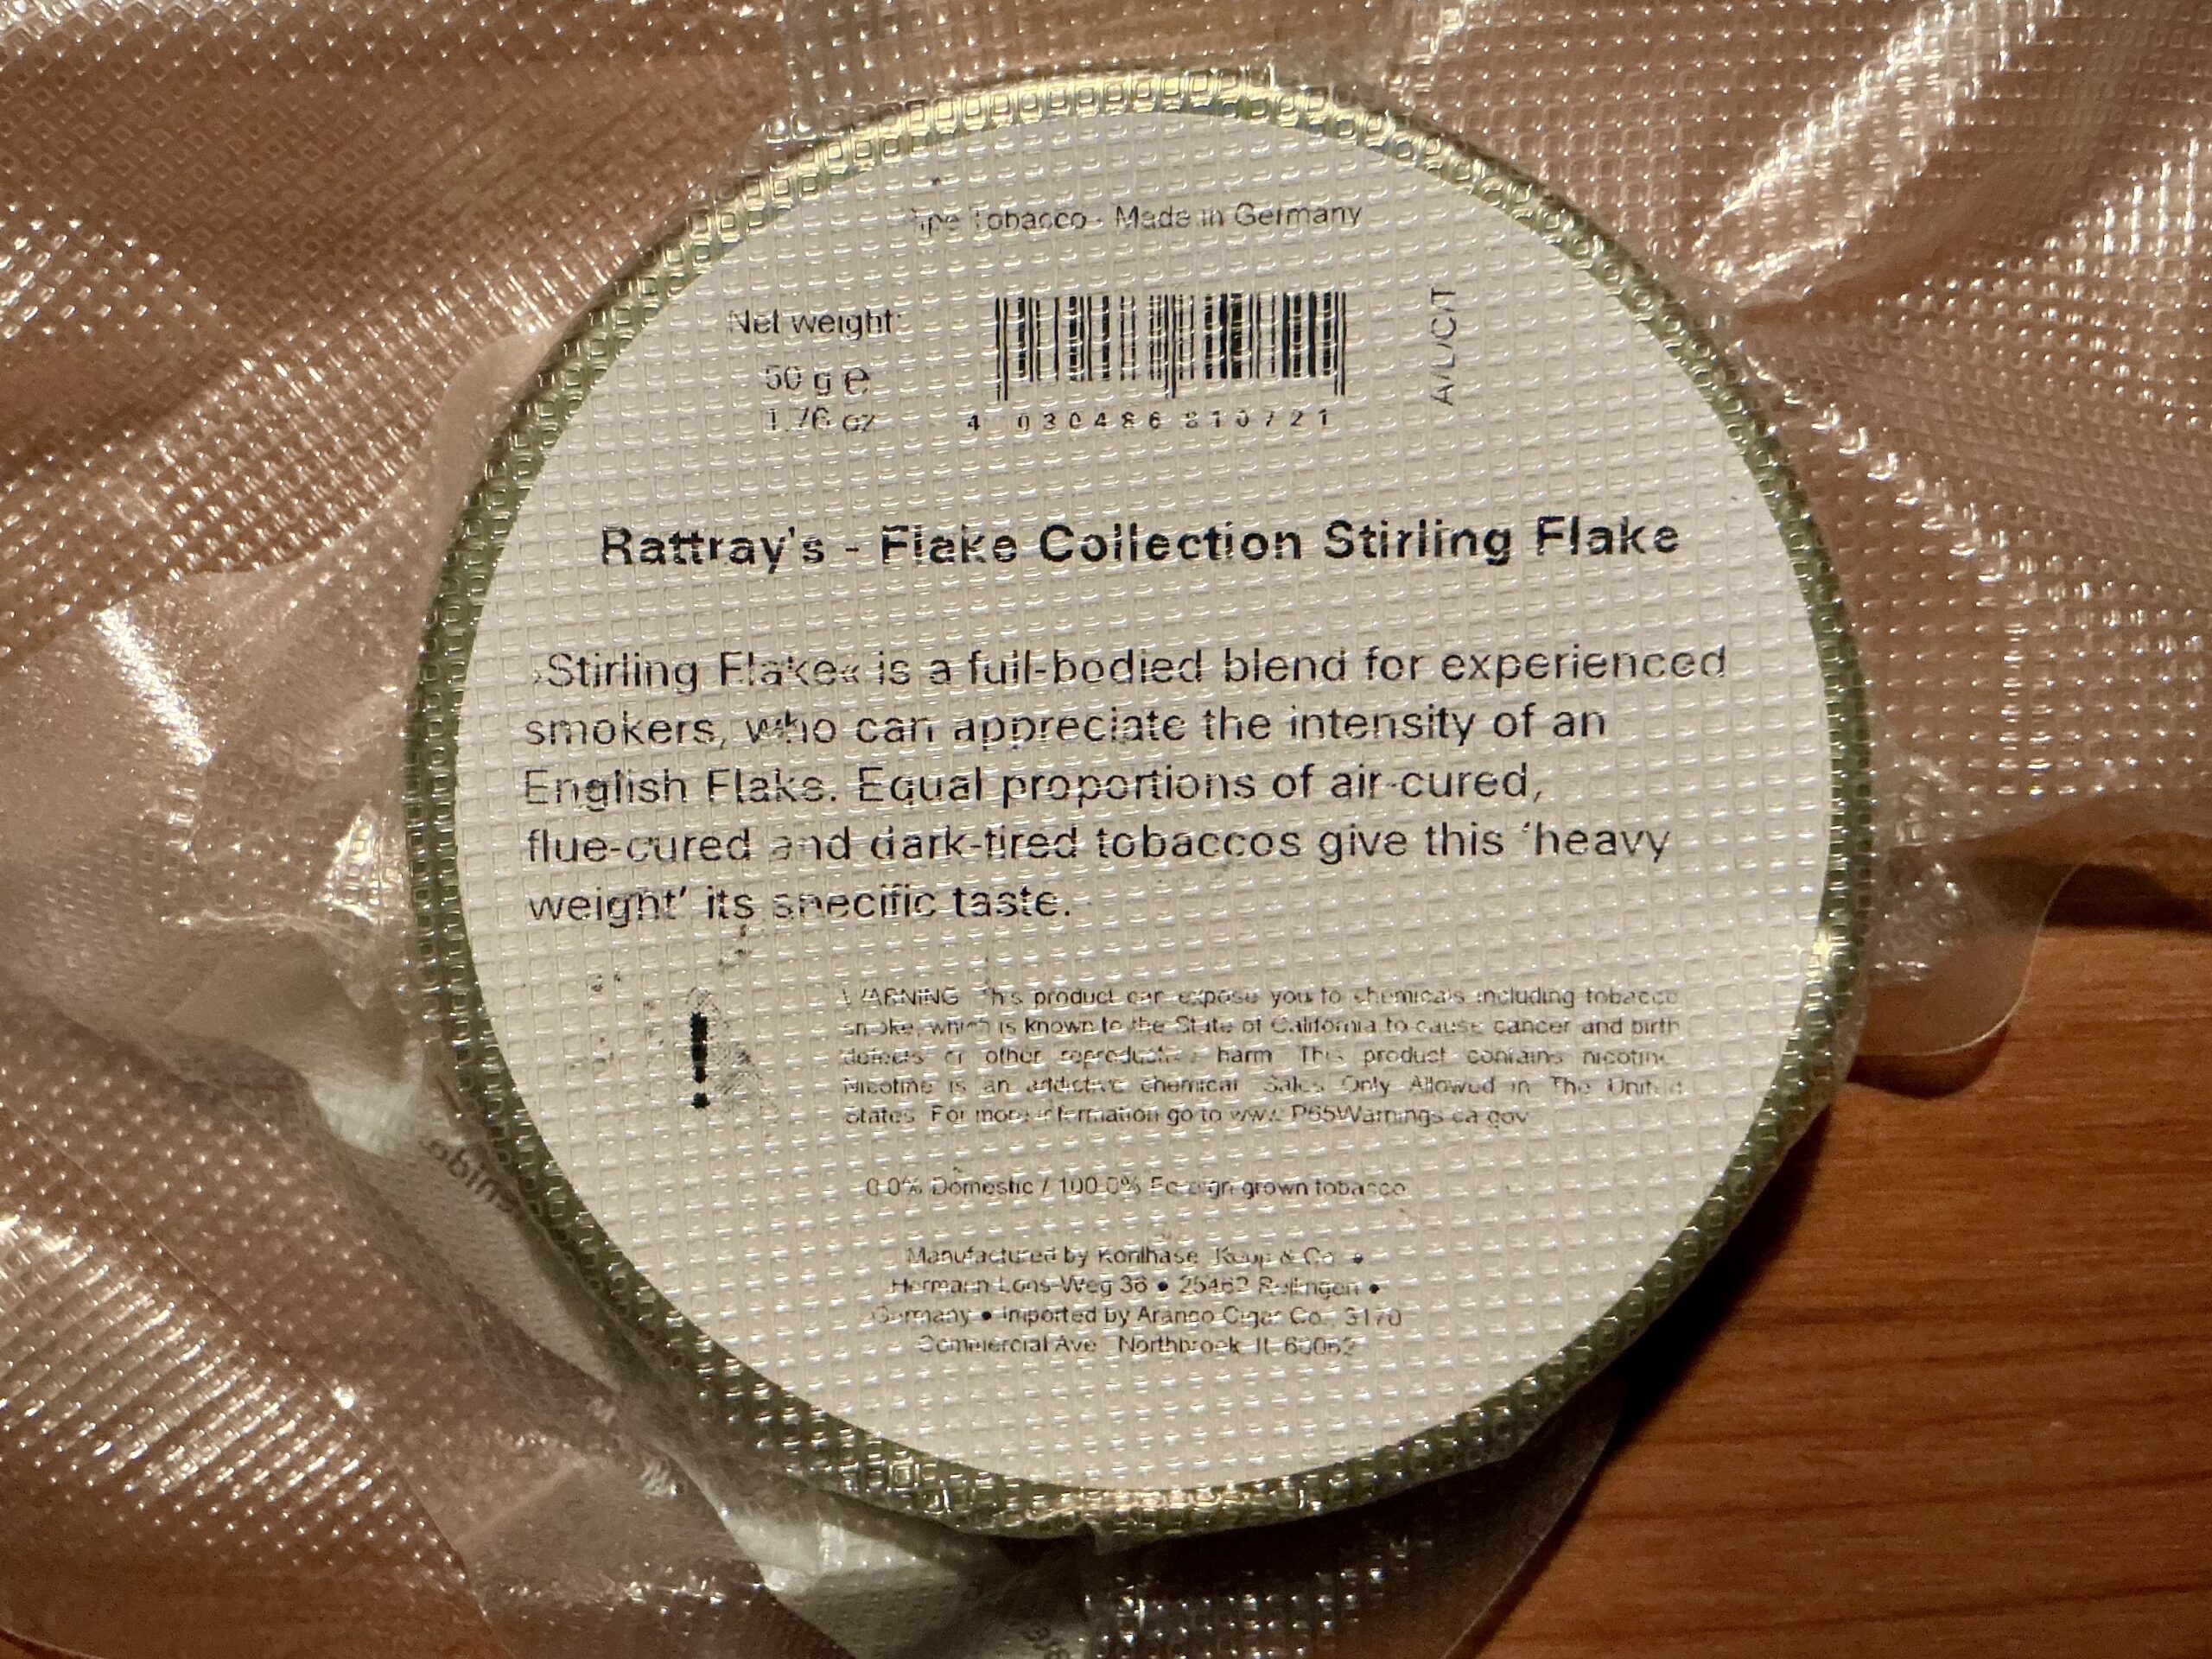 Pipe Tobacco - Made in Germany
Net weight:
50 g e
1.76 oz
4 030486 810721
A/L/C/T
Rattray's - Flake Collection Stirling Flake
›Stirling Flake« is a full-bodied blend for experienced
smokers, who can appreciate the intensity of an
English Flake. Equal proportions of air-cured,
flue-cured and dark-fired tobaccos give this 'heavy
weight' its specific taste.
WARNING This product can expose you to chemicals including tobacco
smoke, which is known to the State of California to cause cancer and birth
defects or other reproductive harm This product contains nicotine
Nicotine is an addictive chemical Sales Only Allowed in The United
States. For more information go to www.P65Warnings.ca.gov
0.0% Domestic / 100.0% Foreign grown tobacco
Manufactured by Kohlhase, Kopp & Co. •
Hermann-Löns-Weg 36 • 25462 Rellingen •
Germany • Imported by Arango Cigar Co., 3170
Commercial Ave Northbrook IL 60062